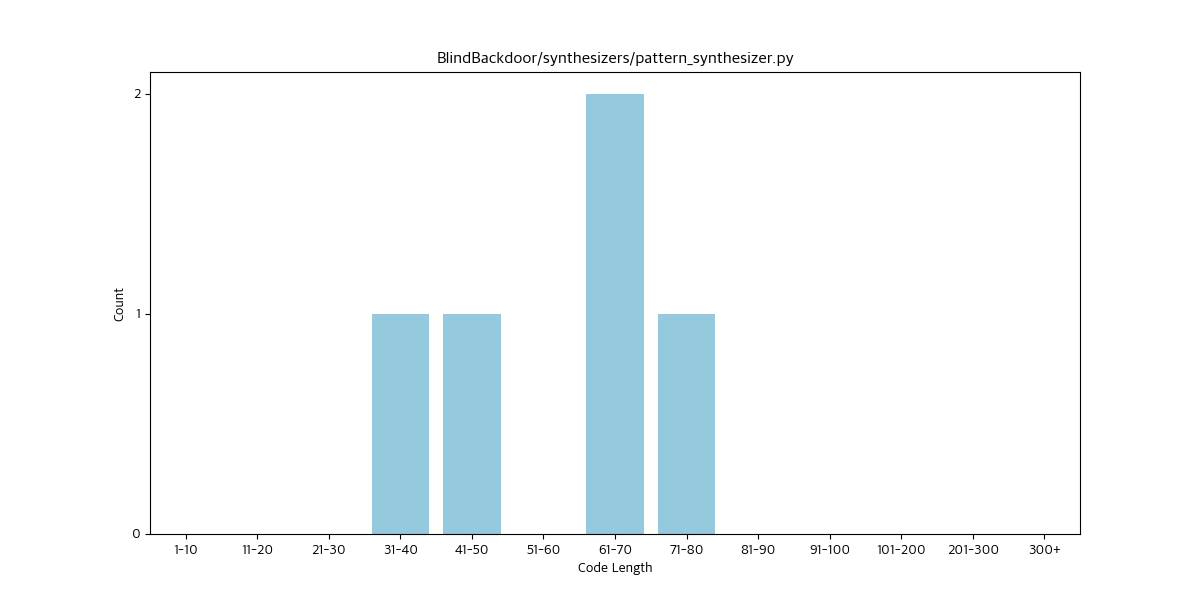 BlindBackdoor/synthesizers/pattern_synthesizer.py
Count
2
1
0
1-10 11-20 21-30 31-40 41-50 51-60 61-70 71-80 81-90 91-100 101-200 201-300 300+
Code Length